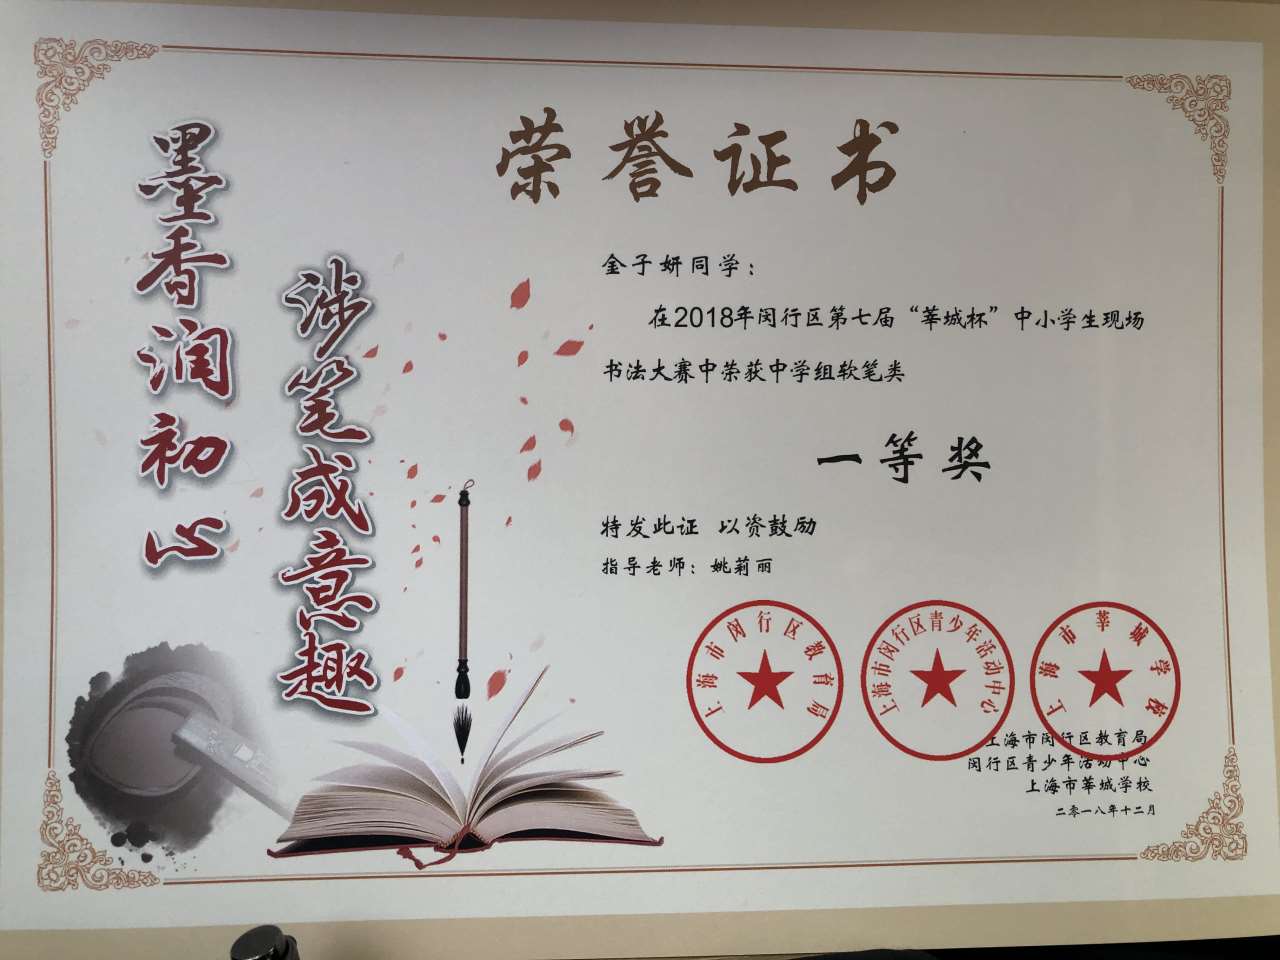 荣誉证书
墨香润初心
涉笔成意趣
金子妍同学：
在2018年闵行区第七届“莘城杯”中小学生现场
书法大赛中荣获中学组软笔类
一等奖
特发此证 以资鼓励
指导老师：姚莉丽
上海市闵行区教育局
上海市闵行区青少年活动中心
上海市莘城学校
上海市闵行区教育局
闵行区青少年活动中心
上海市莘城学校
二零一八年十二月